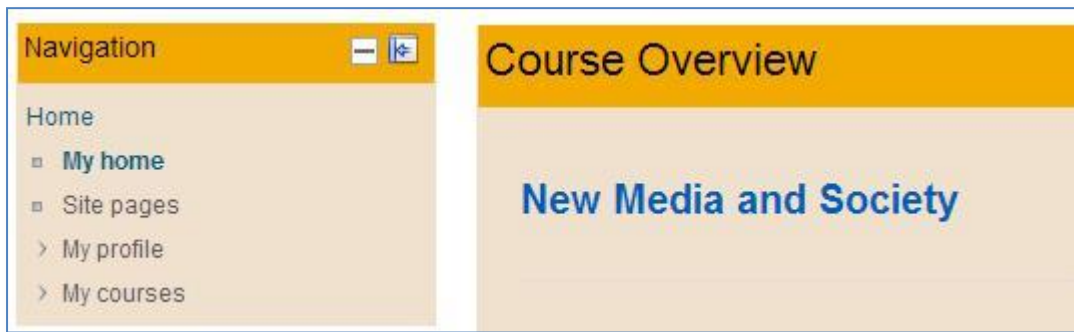 Navigation
Home
My home
Site pages
My profile
My courses
Course Overview
New Media and Society